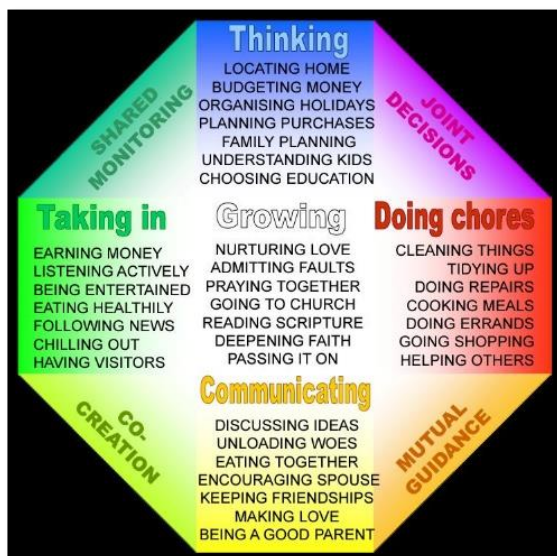 Thinking
LOCATING HOME
BUDGETING MONEY
ORGANISING HOLIDAYS
PLANNING PURCHASES
FAMILY PLANNING
UNDERSTANDING KIDS
CHOOSING EDUCATION
SHARED
MONITORING
JOINT
DECISIONS
Taking in
EARNING MONEY
LISTENING ACTIVELY
BEING ENTERTAINED
EATING HEALTHILY
FOLLOWING NEWS
CHILLING OUT
HAVING VISITORS
Growing
NURTURING LOVE
ADMITTING FAULTS
PRAYING TOGETHER
GOING TO CHURCH
READING SCRIPTURE
DEEPENING FAITH
PASSING IT ON
Doing chores
CLEANING THINGS
TIDYING UP
DOING REPAIRS
COOKING MEALS
DOING ERRANDS
GOING SHOPPING
HELPING OTHERS
CO-
CREATION
Communicating
DISCUSSING IDEAS
UNLOADING WOES
EATING TOGETHER
ENCOURAGING SPOUSE
KEEPING FRIENDSHIPS
MAKING LOVE
BEING A GOOD PARENT
MUTUAL
GUIDANCE